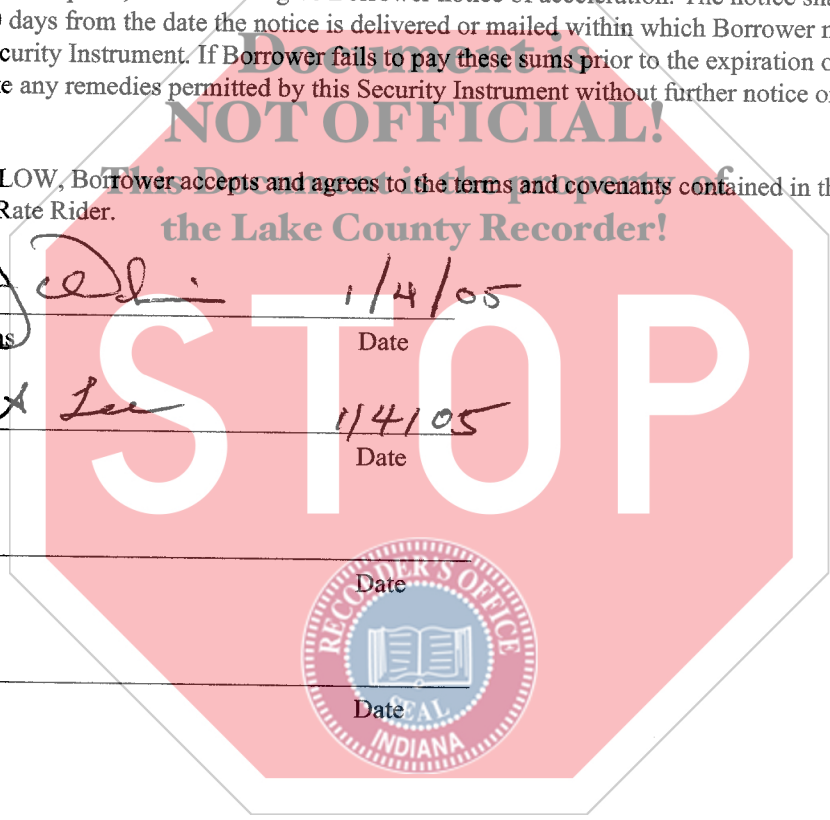 days from the date the notice is delivered or mailed within which Borrower
curity Instrument. If Borrower fails to pay these sums prior to the expiration
e any remedies permitted by this Security Instrument without further notice
Document is
NOT OFFICIAL!
This Document is the property of
the Lake County Recorder!
LOW, Borrower accepts and agrees to the terms and covenants contained in
Rate Rider.
1/4/05
Date
Lee 1/4/05
Date
STOP
Date
Date
RECORDER'S OFFICE
SEAL
INDIANA